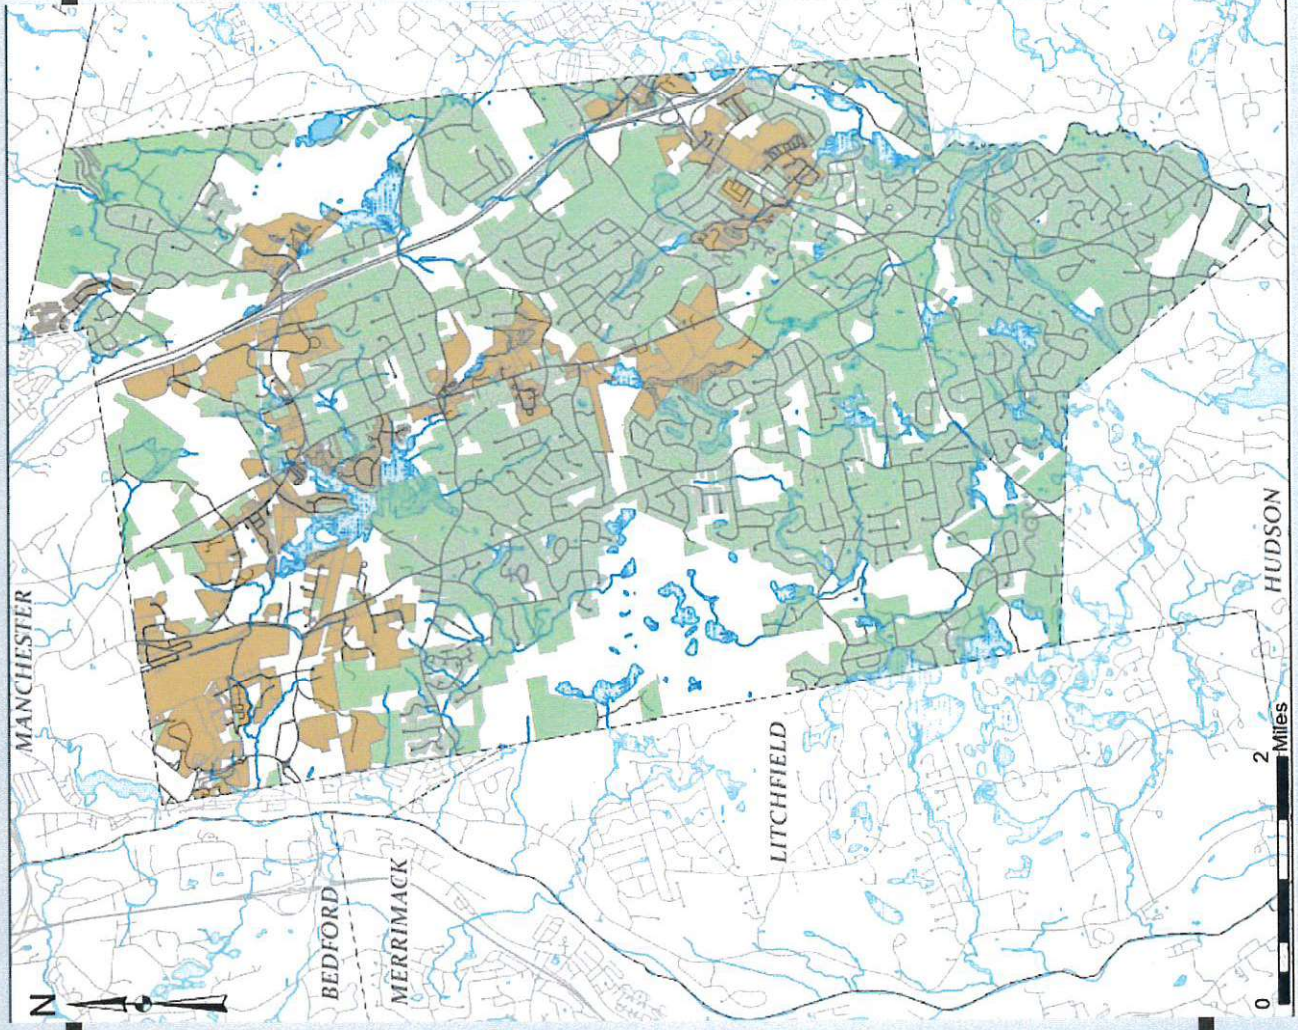 MANCHESTER
BEDFORD
MERRIMACK
LITCHFIELD
HUDSON
N
0
2
Miles